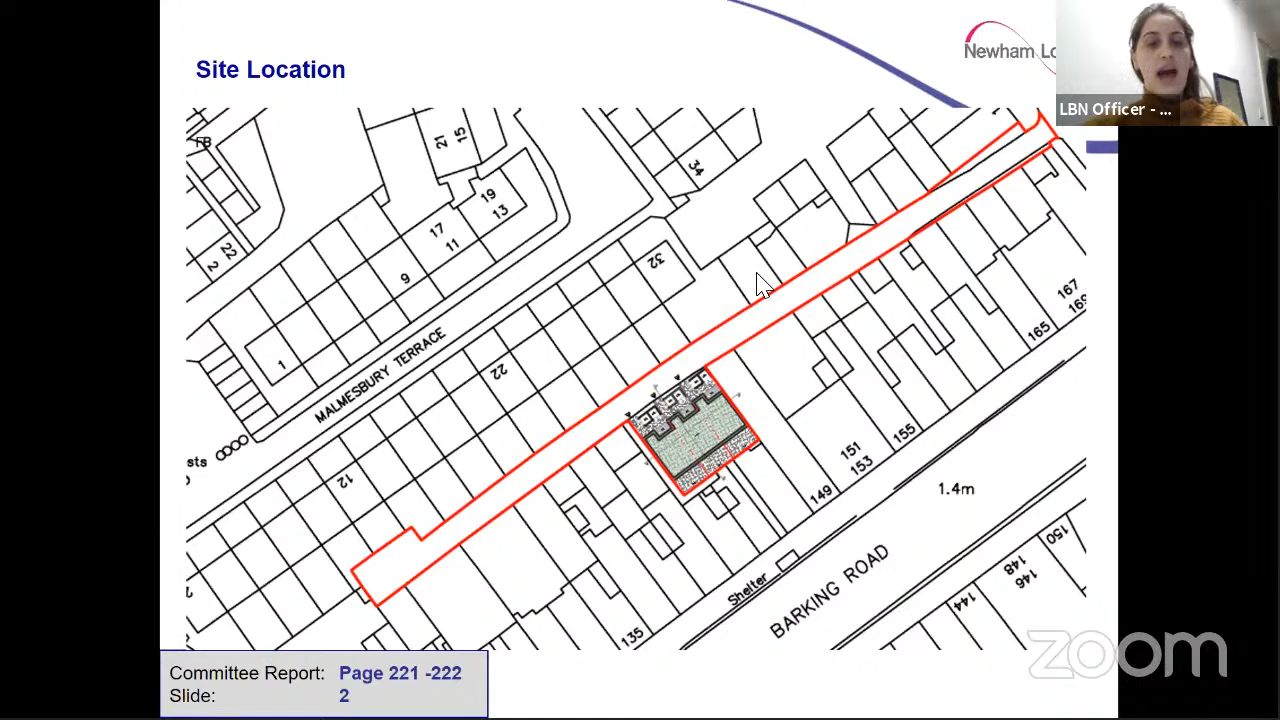 Site Location
Newham Lo
LBN Officer - ...
FB
21
15
34
19
13
17
11
22
2
9
32
1
MALMESBURY TERRACE
22
167
169
165
12
sts
155
151
153
149
1.4m
150
148
146
144
Shelter
BARKING ROAD
135
zoom
Committee Report: Page 221 -222
Slide: 2